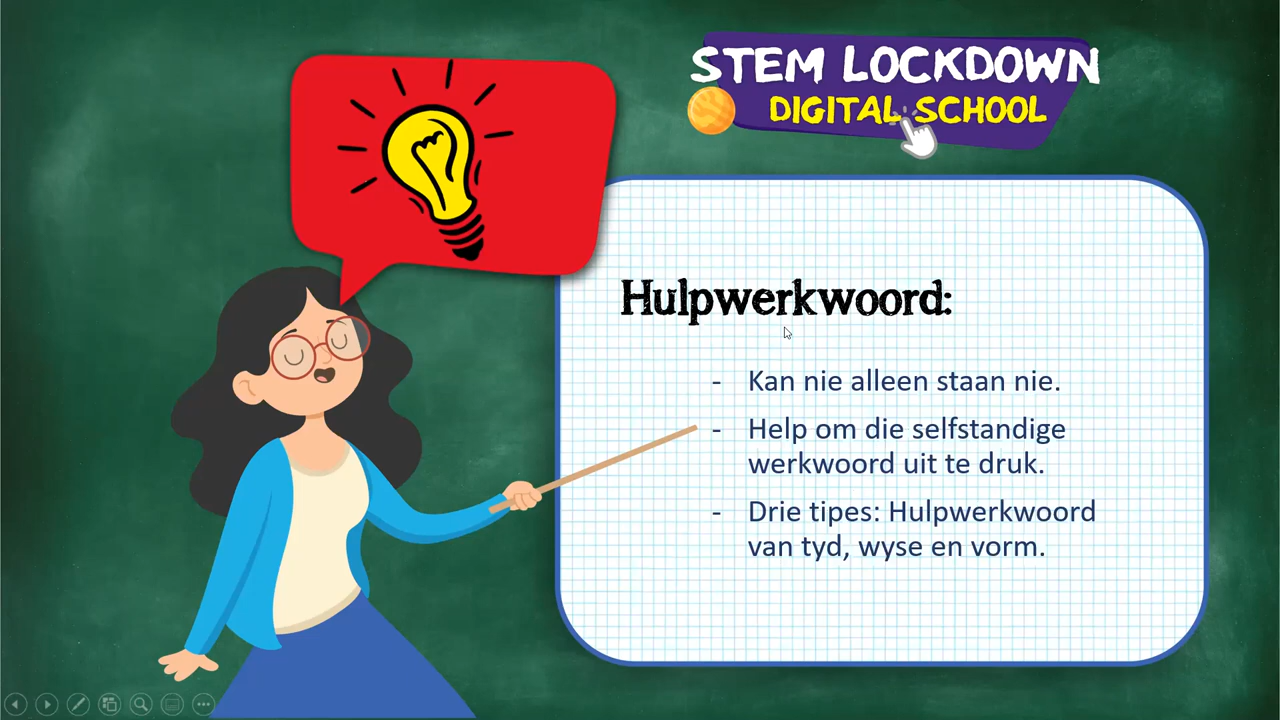 STEM LOCKDOWN
DIGITAL SCHOOL
Hulpwerkwoord:
- Kan nie alleen staan nie.
- Help om die selfstandige
werkwoord uit te druk.
- Drie tipes: Hulpwerkwoord
van tyd, wyse en vorm.